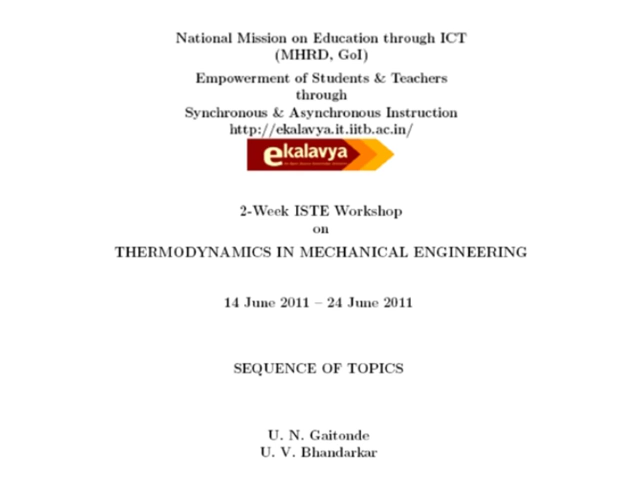 National Mission on Education through ICT
(MHRD, GoI)
Empowerment of Students & Teachers
through
Synchronous & Asynchronous Instruction
http://ekalavya.it.iitb.ac.in/
ekalavya
2-Week ISTE Workshop
on
THERMODYNAMICS IN MECHANICAL ENGINEERING
14 June 2011 – 24 June 2011
SEQUENCE OF TOPICS
U. N. Gaitonde
U. V. Bhandarkar